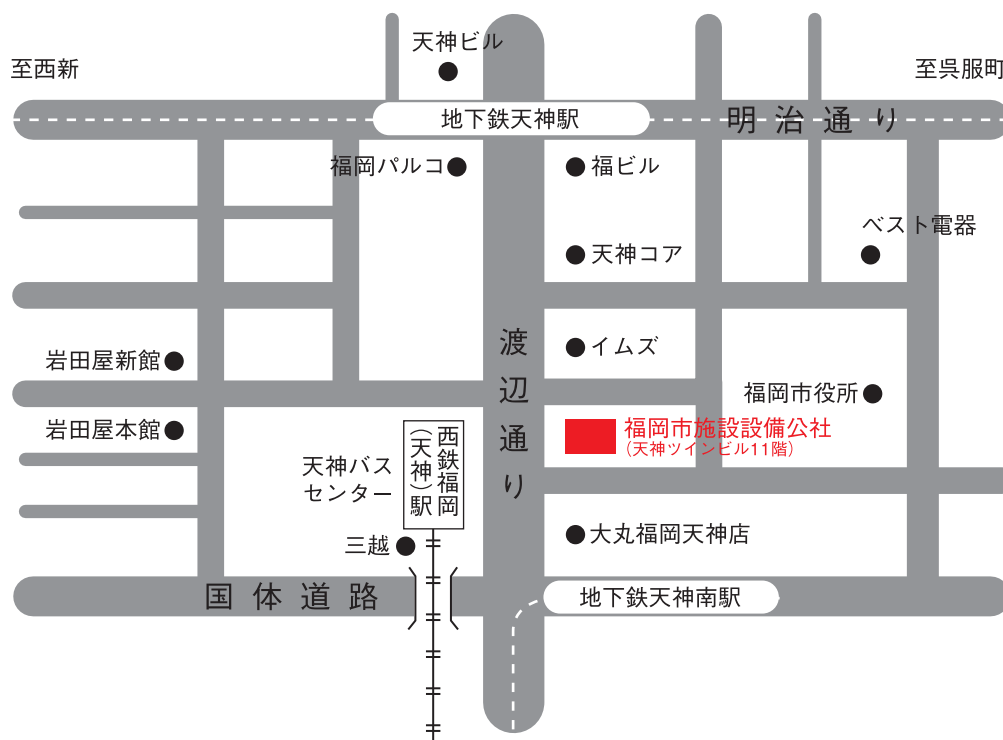 天神ビル
至西新
至呉服町
地下鉄天神駅
明治通り
福岡パルコ
福ビル
ベスト電器
天神コア
渡辺通り
イムズ
岩田屋新館
福岡市役所
岩田屋本館
福岡市施設設備公社
(天神ツインビル11階)
西鉄福岡
(天神)駅
天神バス
センター
大丸福岡天神店
三越
国体道路
地下鉄天神南駅